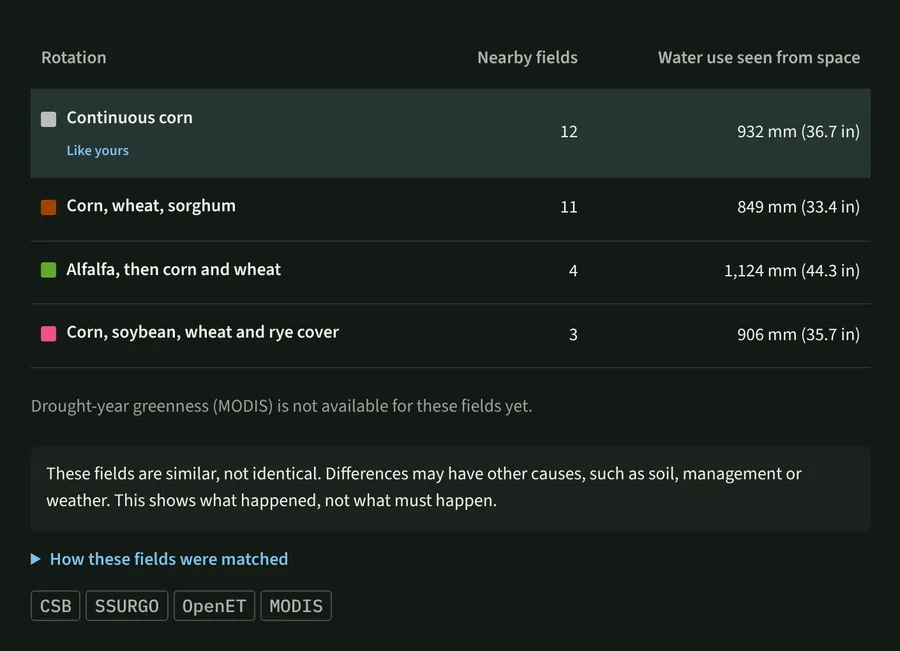 Rotation Nearby fields Water use seen from space
Continuous corn
Like yours
12 932 mm (36.7 in)
Corn, wheat, sorghum 11 849 mm (33.4 in)
Alfalfa, then corn and wheat 4 1,124 mm (44.3 in)
Corn, soybean, wheat and rye cover 3 906 mm (35.7 in)
Drought-year greenness (MODIS) is not available for these fields yet.
These fields are similar, not identical. Differences may have other causes, such as soil, management or
weather. This shows what happened, not what must happen.
How these fields were matched
CSB SSURGO OpenET MODIS